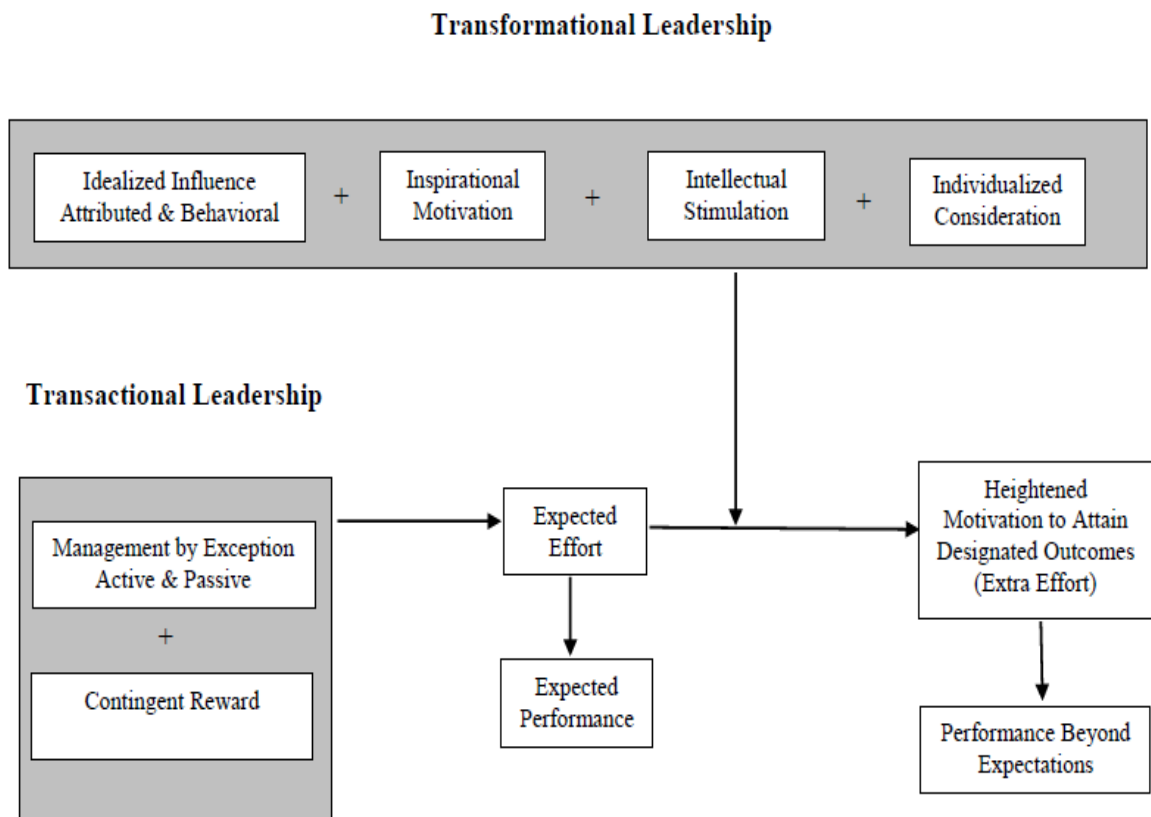 Transformational Leadership
Idealized Influence
Attributed & Behavioral
+
Inspirational
Motivation
+
Intellectual
Stimulation
+
Individualized
Consideration
Transactional Leadership
Management by Exception
Active & Passive
+
Contingent Reward
Expected
Effort
Expected
Performance
Heightened
Motivation to Attain
Designated Outcomes
(Extra Effort)
Performance Beyond
Expectations